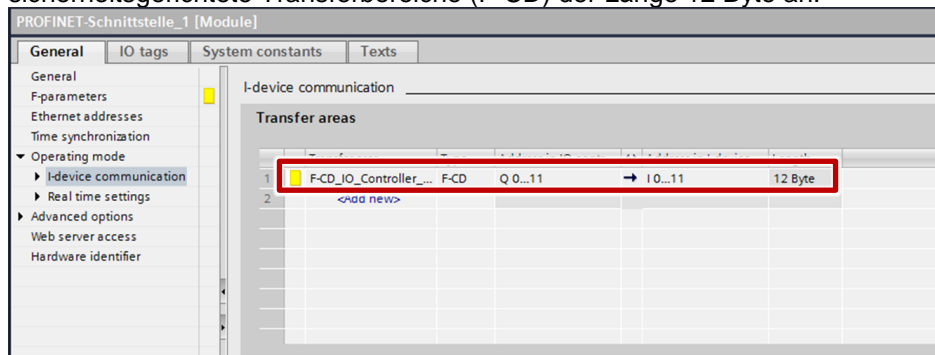 sicherheitsgerichtete Transferbereiche (F-CD) der Länge 12 Byte an.
PROFINET-Schnittstelle_1 [Module]
General IO tags System constants Texts
General
F-parameters
Ethernet addresses
Time synchronization
Operating mode
I-device communication
Real time settings
Advanced options
Web server access
Hardware identifier
I-device communication
Transfer areas
1 F-CD_IO_Controller_... F-CD Q 0...11 → I 0...11 12 Byte
2 <Add new>